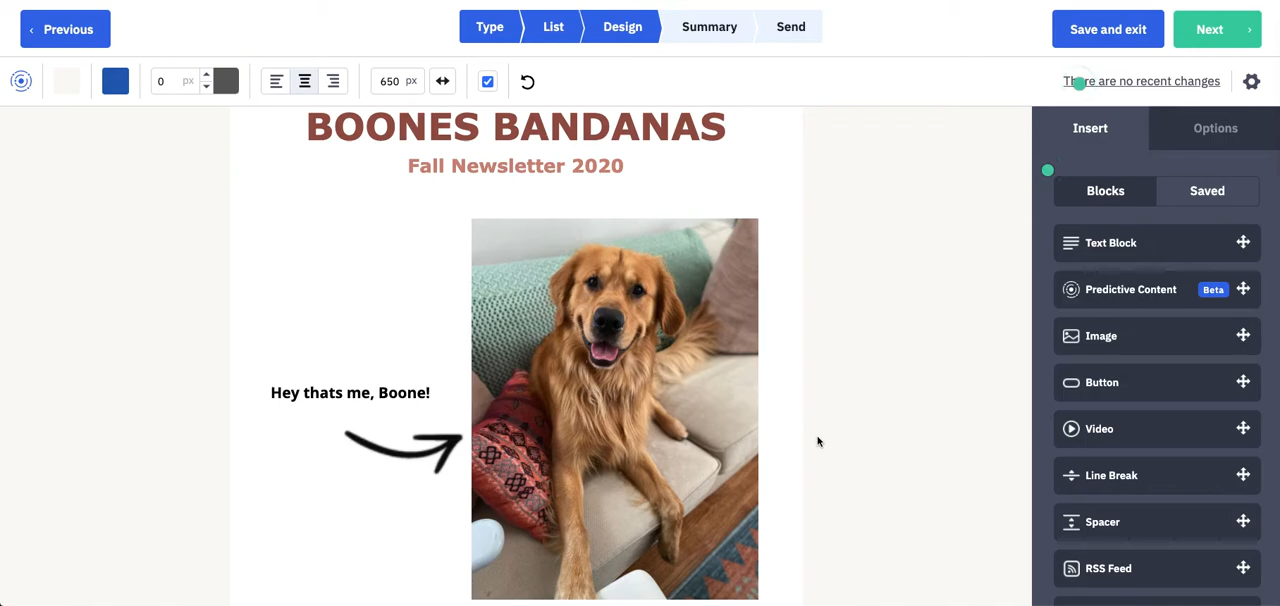 ‹ Previous
Type
List
Design
Summary
Send
Save and exit
Next ›
0 px
650 px
There are no recent changes
BOONES BANDANAS
Fall Newsletter 2020
Hey thats me, Boone!
Insert
Options
Blocks
Saved
Text Block
Predictive Content Beta
Image
Button
Video
Line Break
Spacer
RSS Feed